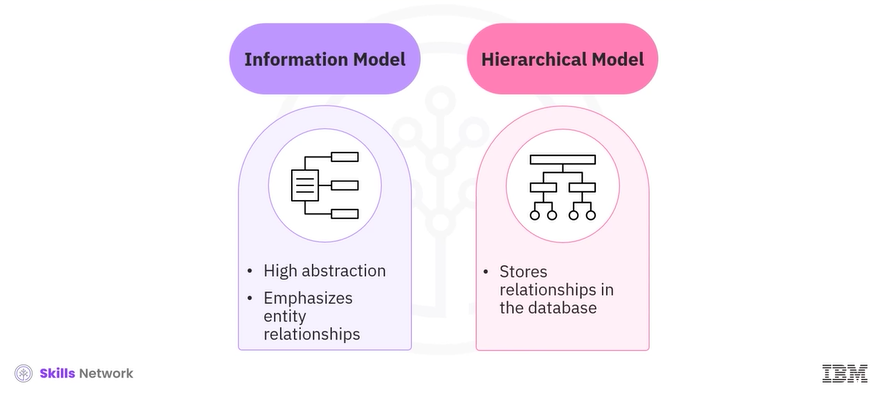 Information Model
Hierarchical Model
• High abstraction
• Emphasizes
entity
relationships
• Stores
relationships in
the database
Skills Network
IBM